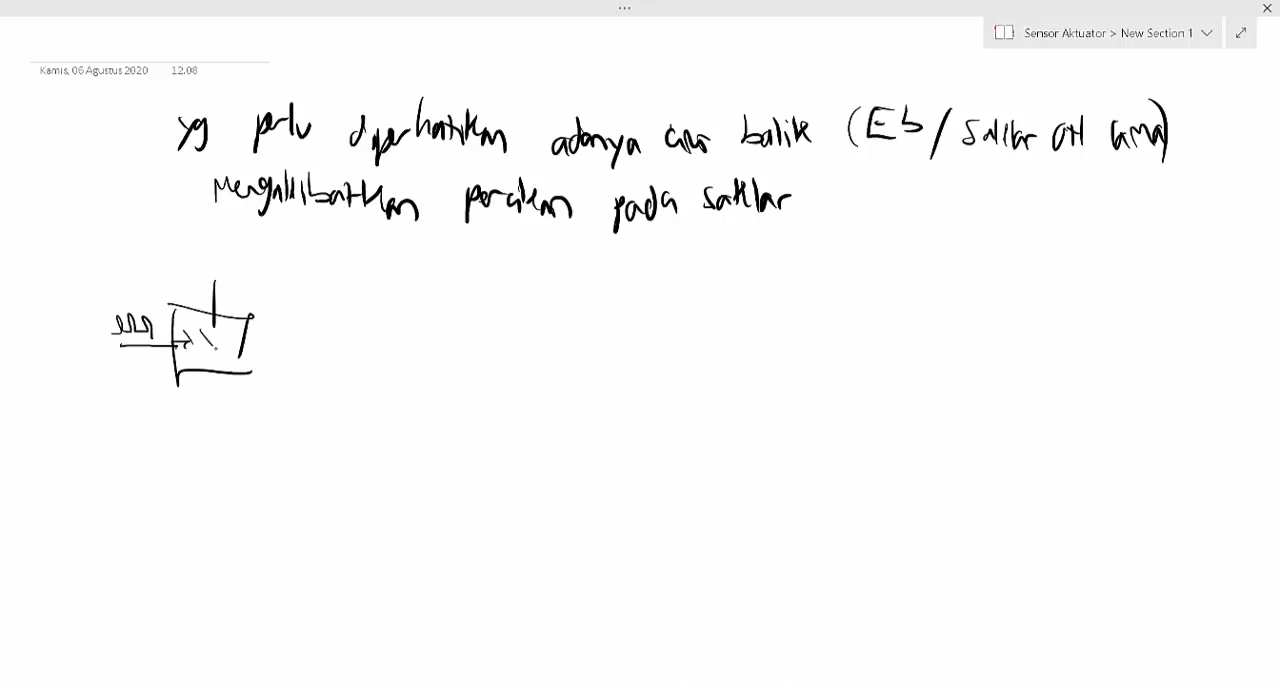 ...
Sensor Aktuator > New Section 1
Kamis, 06 Agustus 2020 12.08
yg perlu diperhatikan adanya arus balik (Eb / Saklar off lama)
Mengakibatkan percikan pada saklar